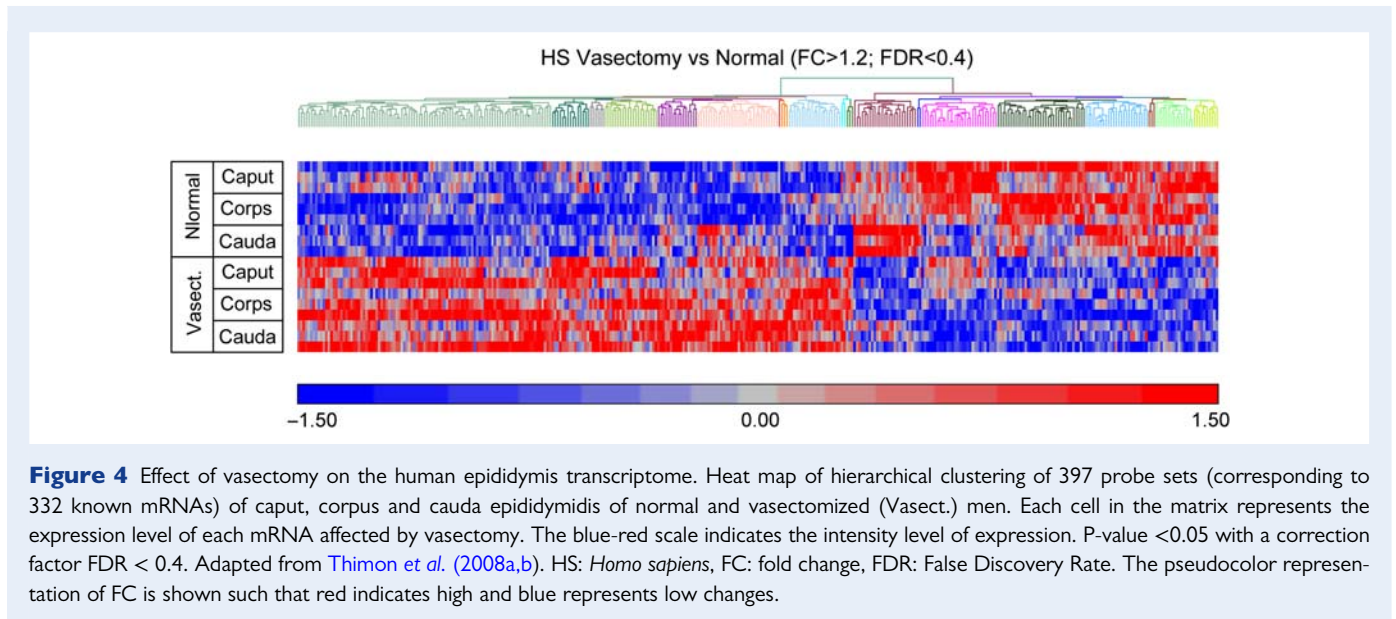 HS Vasectomy vs Normal (FC>1.2; FDR<0.4)
Normal
Caput
Corps
Cauda
Vasect.
Caput
Corps
Cauda
−1.50
0.00
1.50
Figure 4 Effect of vasectomy on the human epididymis transcriptome. Heat map of hierarchical clustering of 397 probe sets (corresponding to
332 known mRNAs) of caput, corpus and cauda epididymidis of normal and vasectomized (Vasect.) men. Each cell in the matrix represents the
expression level of each mRNA affected by vasectomy. The blue-red scale indicates the intensity level of expression. P-value <0.05 with a correction
factor FDR < 0.4. Adapted from Thimon et al. (2008a,b). HS: Homo sapiens, FC: fold change, FDR: False Discovery Rate. The pseudocolor represen-
tation of FC is shown such that red indicates high and blue represents low changes.